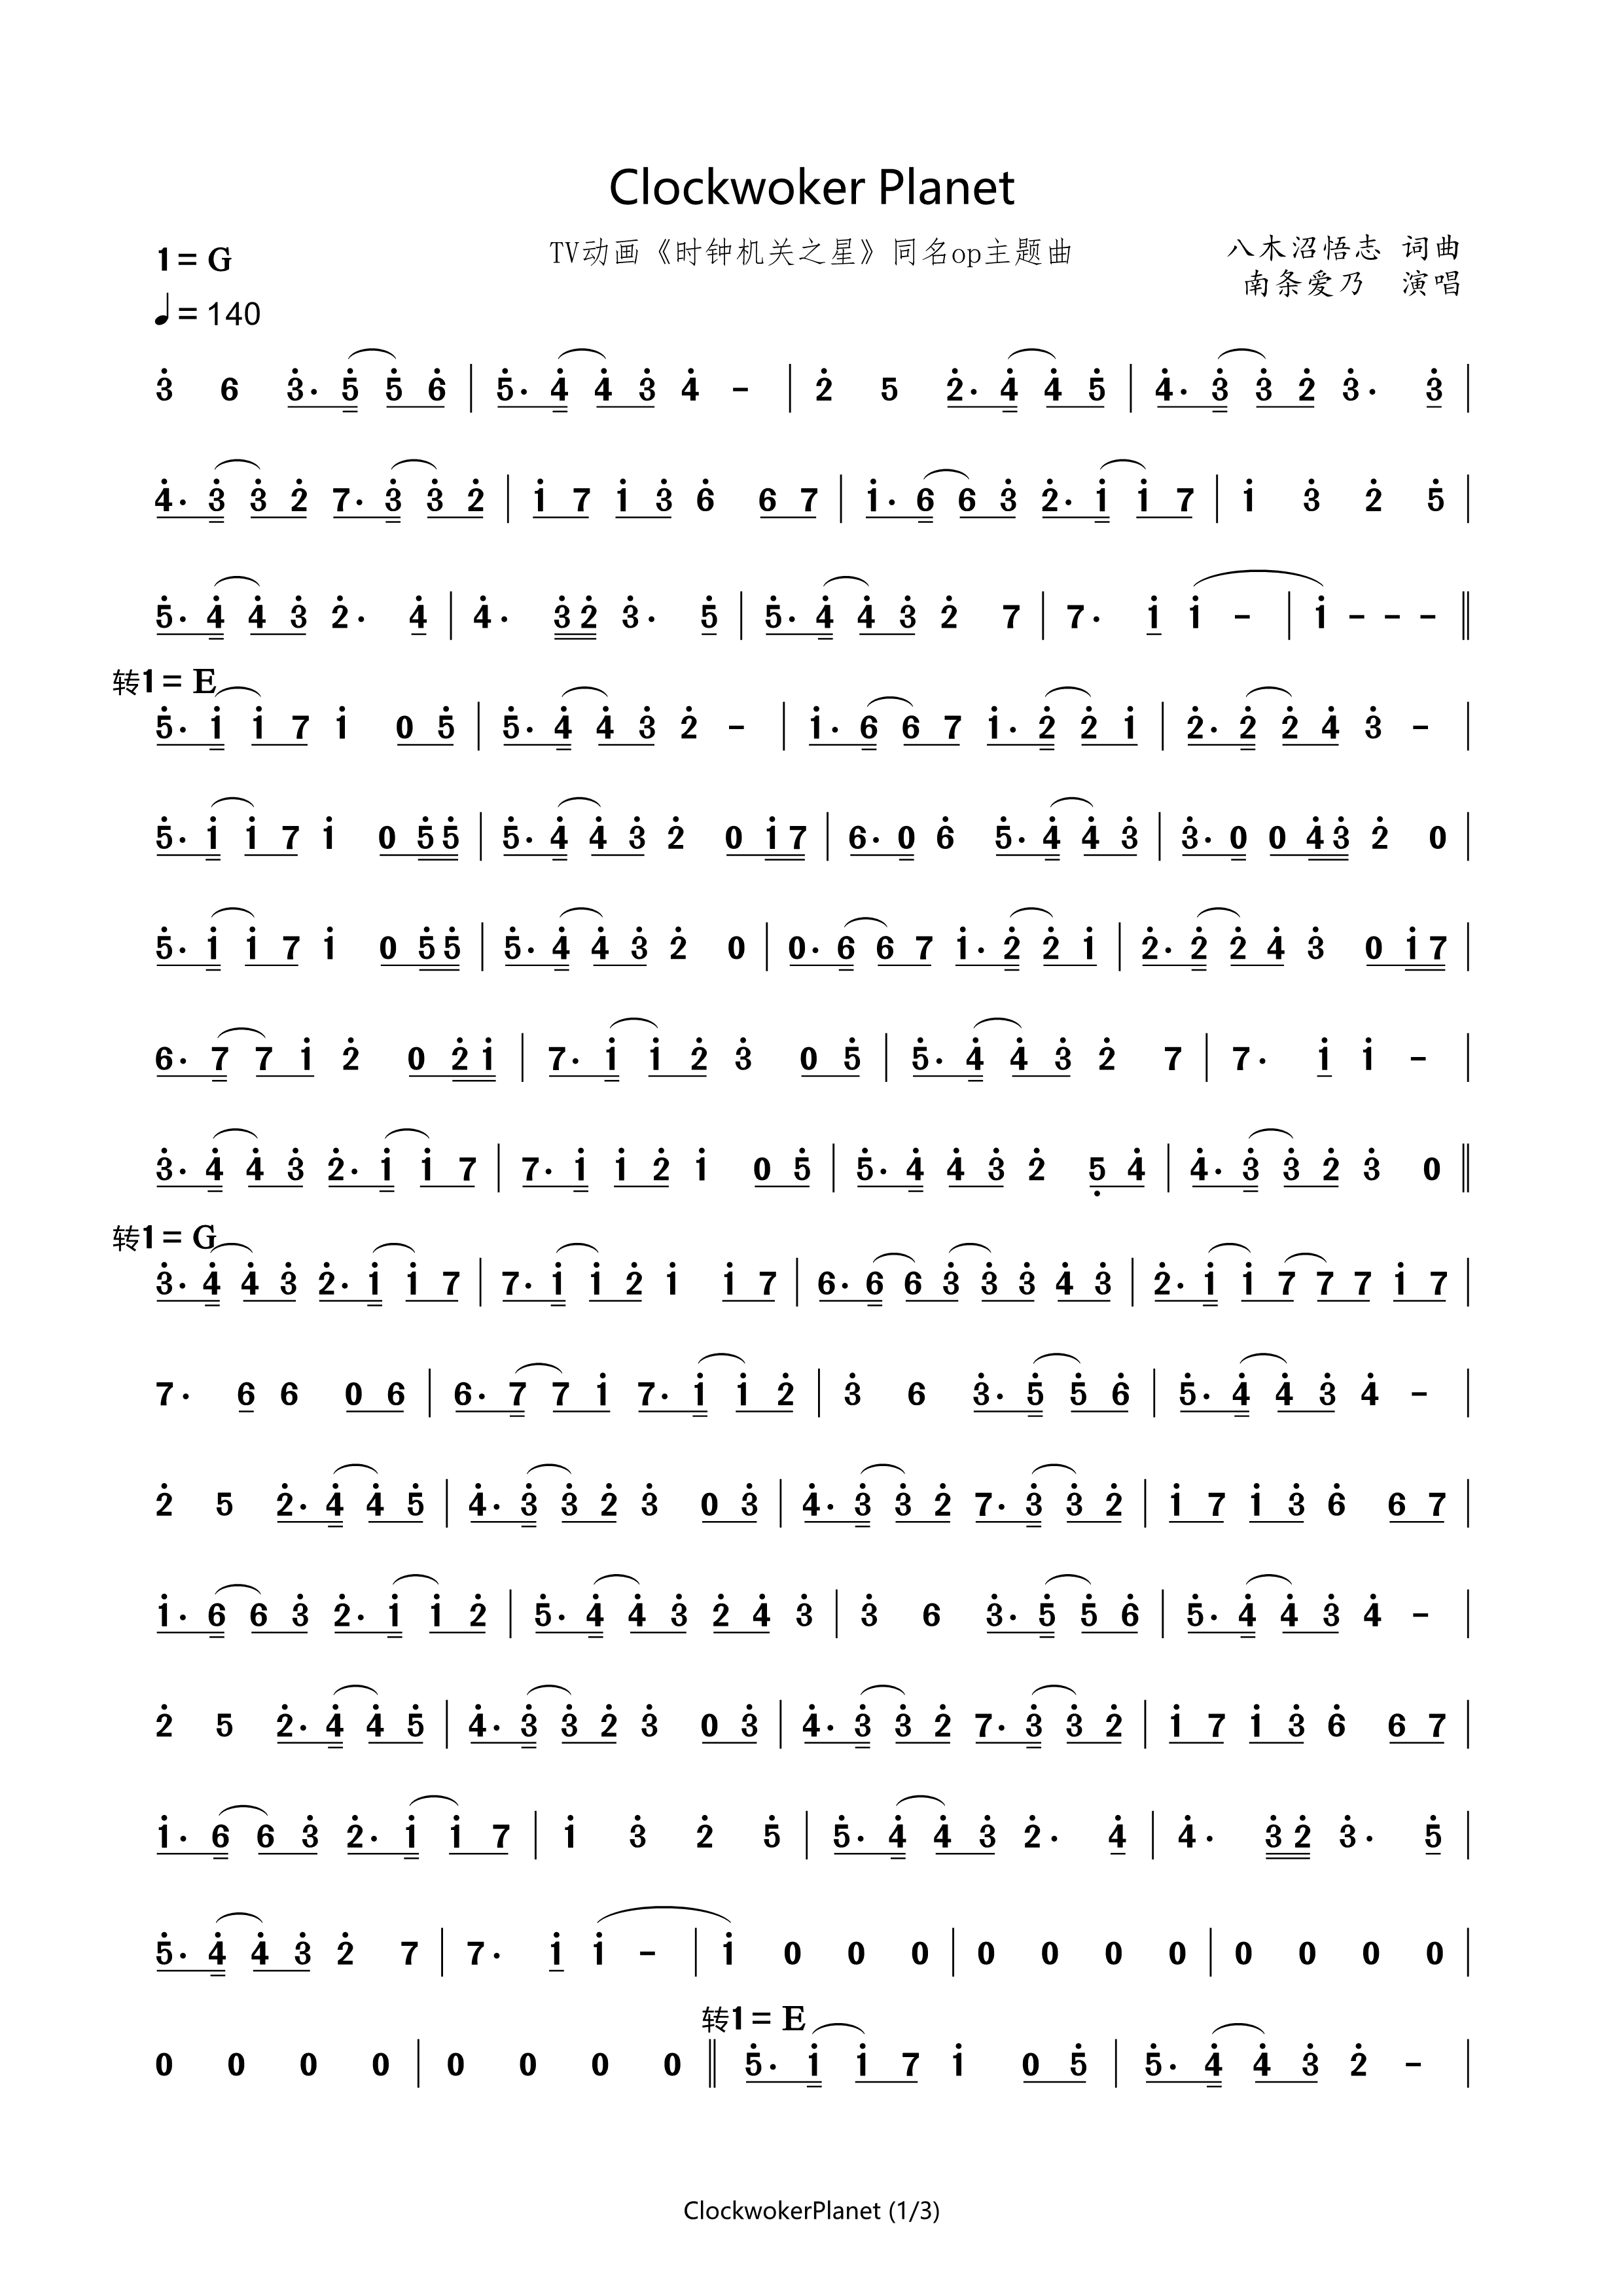 Clockwoker Planet
1= G
TV动画《时钟机关之星》同名op主题曲
八木沼悟志 词曲
南条爱乃 演唱
♩= 140
3̇ 6 3̇· 5̇ 5̇ 6̇ | 5̇· 4̇ 4̇ 3̇ 4̇ - | 2̇ 5 2̇· 4̇ 4̇ 5̇ | 4̇· 3̇ 3̇ 2̇ 3̇· 3̇ |
4̇· 3̇ 3̇ 2̇ 7· 3̇ 3̇ 2̇ | 1̇ 7 1̇ 3̇ 6̇ 6 7 | 1̇· 6 6 3̇ 2̇· 1̇ 1̇ 7 | 1̇ 3̇ 2̇ 5̇ |
5̇· 4̇ 4̇ 3̇ 2̇· 4̇ | 4̇· 3̇ 2̇ 3̇· 5̇ | 5̇· 4̇ 4̇ 3̇ 2̇ 7 | 7· 1̇ 1̇ - | 1̇ - - - ‖
转1= E
5̇· 1̇ 1̇ 7 1̇ 0 5̇ | 5̇· 4̇ 4̇ 3̇ 2̇ - | 1̇· 6 6 7 1̇· 2̇ 2̇ 1̇ | 2̇· 2̇ 2̇ 4̇ 3̇ - |
5̇· 1̇ 1̇ 7 1̇ 0 5̇ 5̇ | 5̇· 4̇ 4̇ 3̇ 2̇ 0 1̇ 7 | 6· 0 6̇ 5̇· 4̇ 4̇ 3̇ | 3̇· 0 0 4̇ 3̇ 2̇ 0 |
5̇· 1̇ 1̇ 7 1̇ 0 5̇ 5̇ | 5̇· 4̇ 4̇ 3̇ 2̇ 0 | 0· 6 6 7 1̇· 2̇ 2̇ 1̇ | 2̇· 2̇ 2̇ 4̇ 3̇ 0 1̇ 7 |
6· 7 7 1̇ 2̇ 0 2̇ 1̇ | 7· 1̇ 1̇ 2̇ 3̇ 0 5̇ | 5̇· 4̇ 4̇ 3̇ 2̇ 7 | 7· 1̇ 1̇ - |
3̇· 4̇ 4̇ 3̇ 2̇· 1̇ 1̇ 7 | 7· 1̇ 1̇ 2̇ 1̇ 0 5̇ | 5̇· 4̇ 4̇ 3̇ 2̇ 5̣ 4̇ | 4̇· 3̇ 3̇ 2̇ 3̇ 0 ‖
转1= G
3̇· 4̇ 4̇ 3̇ 2̇· 1̇ 1̇ 7 | 7· 1̇ 1̇ 2̇ 1̇ 1̇ 7 | 6· 6 6 3̇ 3̇ 3̇ 4̇ 3̇ | 2̇· 1̇ 1̇ 7 7 7 1̇ 7 |
7· 6 6 0 6 | 6· 7 7 1̇ 7· 1̇ 1̇ 2̇ | 3̇ 6 3̇· 5̇ 5̇ 6̇ | 5̇· 4̇ 4̇ 3̇ 4̇ - |
2̇ 5 2̇· 4̇ 4̇ 5̇ | 4̇· 3̇ 3̇ 2̇ 3̇ 0 3̇ | 4̇· 3̇ 3̇ 2̇ 7· 3̇ 3̇ 2̇ | 1̇ 7 1̇ 3̇ 6̇ 6 7 |
1̇· 6 6 3̇ 2̇· 1̇ 1̇ 2̇ | 5̇· 4̇ 4̇ 3̇ 2̇ 4̇ 3̇ | 3̇ 6 3̇· 5̇ 5̇ 6̇ | 5̇· 4̇ 4̇ 3̇ 4̇ - |
2̇ 5 2̇· 4̇ 4̇ 5̇ | 4̇· 3̇ 3̇ 2̇ 3̇ 0 3̇ | 4̇· 3̇ 3̇ 2̇ 7· 3̇ 3̇ 2̇ | 1̇ 7 1̇ 3̇ 6̇ 6 7 |
1̇· 6 6 3̇ 2̇· 1̇ 1̇ 7 | 1̇ 3̇ 2̇ 5̇ | 5̇· 4̇ 4̇ 3̇ 2̇· 4̇ | 4̇· 3̇ 2̇ 3̇· 5̇ |
5̇· 4̇ 4̇ 3̇ 2̇ 7 | 7· 1̇ 1̇ - | 1̇ 0 0 0 | 0 0 0 0 | 0 0 0 0 |
转1= E
0 0 0 0 | 0 0 0 0 ‖ 5̇· 1̇ 1̇ 7 1̇ 0 5̇ | 5̇· 4̇ 4̇ 3̇ 2̇ - |
ClockwokerPlanet (1/3)